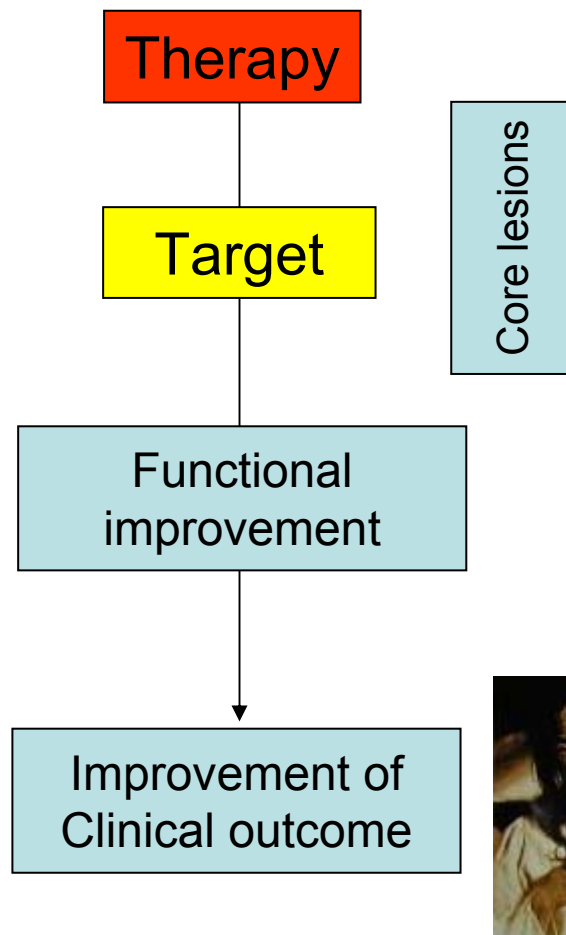 Therapy
Core lesions
Target
Functional
improvement
Improvement of
Clinical outcome